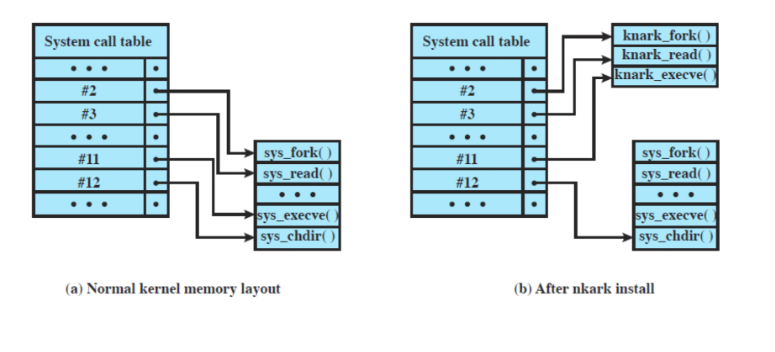 System call table
• • • •
#2 •
#3 •
• • • •
#11 •
#12 •
• • • •
sys_fork( )
sys_read( )
• • •
sys_execve( )
sys_chdir( )
(a) Normal kernel memory layout
System call table
• • • •
#2 •
#3 •
• • • •
#11 •
#12 •
• • • •
knark_fork( )
knark_read( )
knark_execve( )
sys_fork( )
sys_read( )
• • •
sys_execve( )
sys_chdir( )
(b) After nkark install